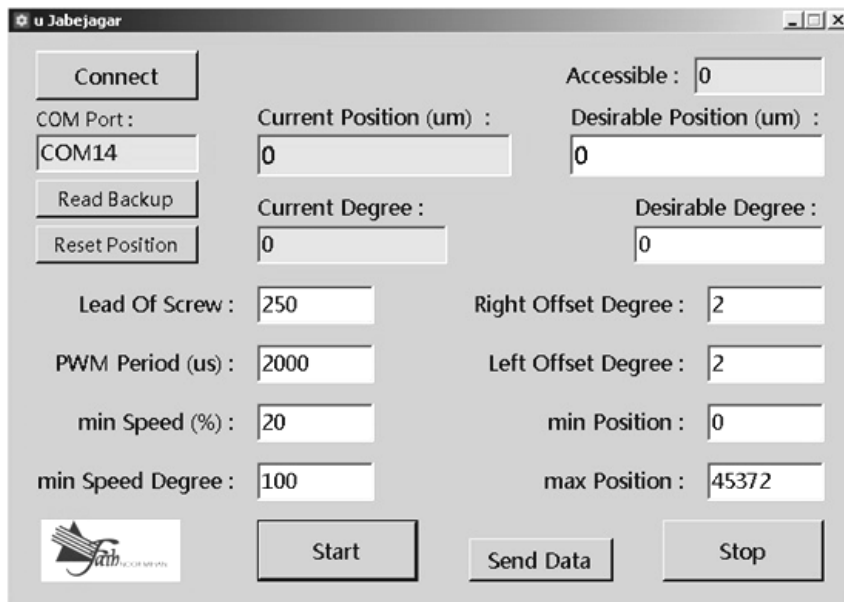 u Jabejagar
Connect
Accessible : 0
COM Port :
COM14
Current Position (um) :
0
Desirable Position (um) :
0
Read Backup
Reset Position
Current Degree :
0
Desirable Degree :
0
Lead Of Screw : 250
Right Offset Degree : 2
PWM Period (us) : 2000
Left Offset Degree : 2
min Speed (%) : 20
min Position : 0
min Speed Degree : 100
max Position : 45372
Fath NOOR MIHAN
Start
Send Data
Stop